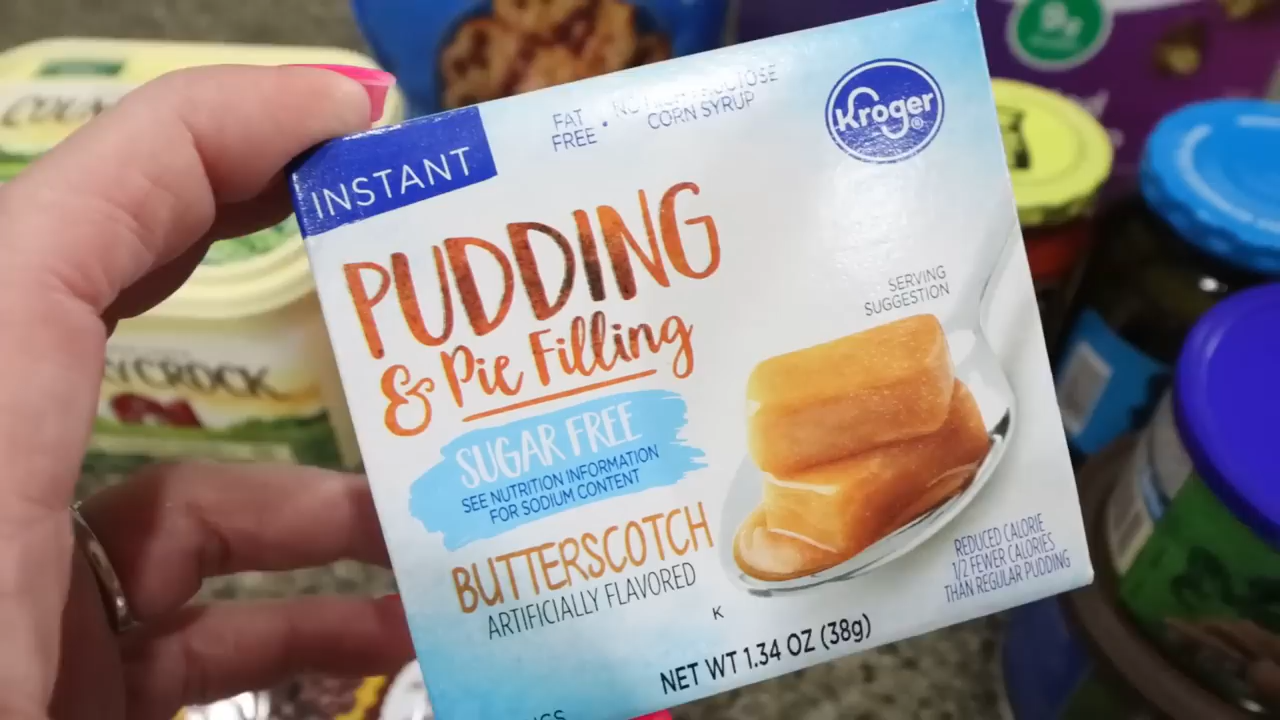 INSTANT
FAT
FREE
•
NO HIGH FRUCTOSE
CORN SYRUP
Kroger®
PUDDING
& Pie Filling
SERVING
SUGGESTION
SUGAR FREE
SEE NUTRITION INFORMATION
FOR SODIUM CONTENT
BUTTERSCOTCH
ARTIFICIALLY FLAVORED
K
REDUCED CALORIE
1/2 FEWER CALORIES
THAN REGULAR PUDDING
NET WT 1.34 OZ (38g)
CROCK
9g